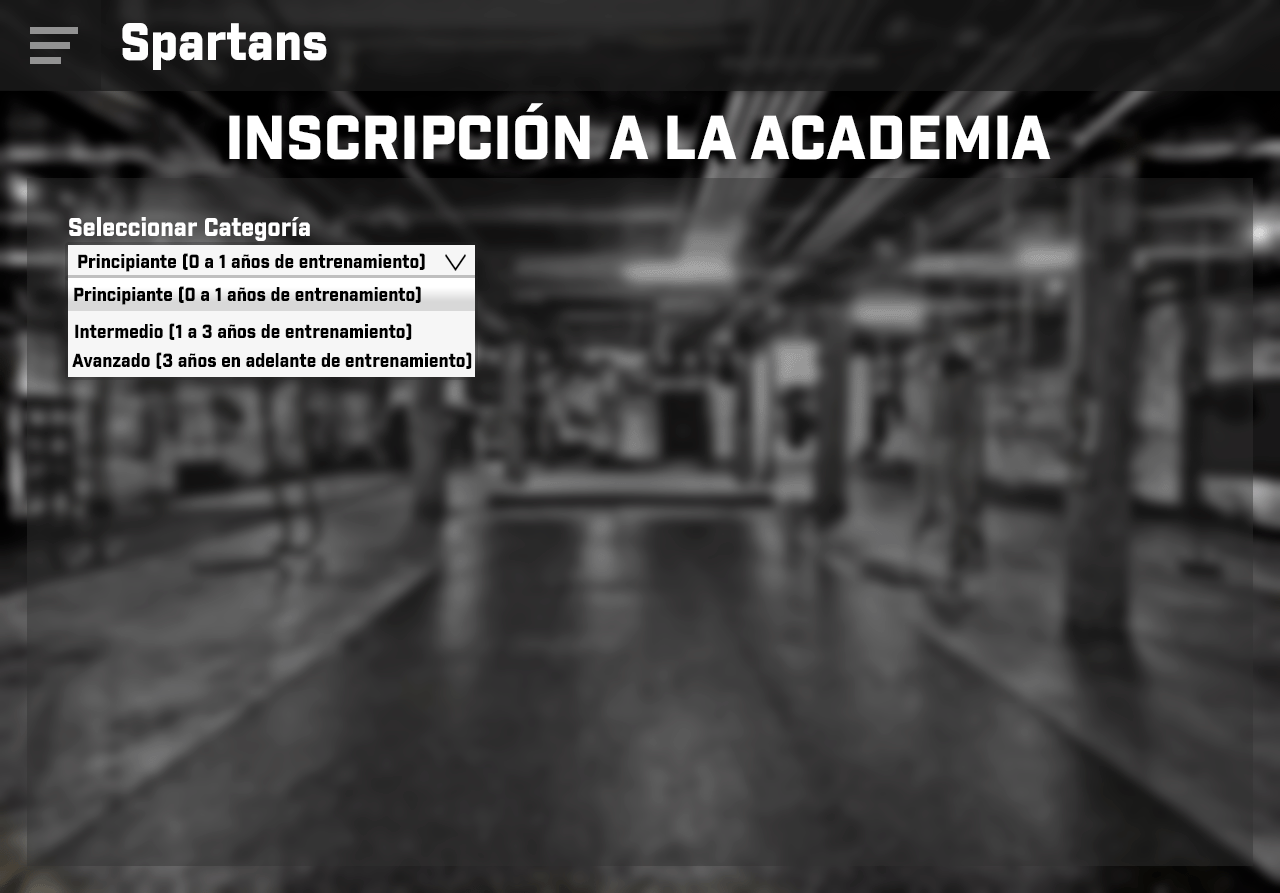 Spartans
INSCRIPCIÓN A LA ACADEMIA
Seleccionar Categoría
Principiante (0 a 1 años de entrenamiento)
Principiante (0 a 1 años de entrenamiento)
Intermedio (1 a 3 años de entrenamiento)
Avanzado (3 años en adelante de entrenamiento)